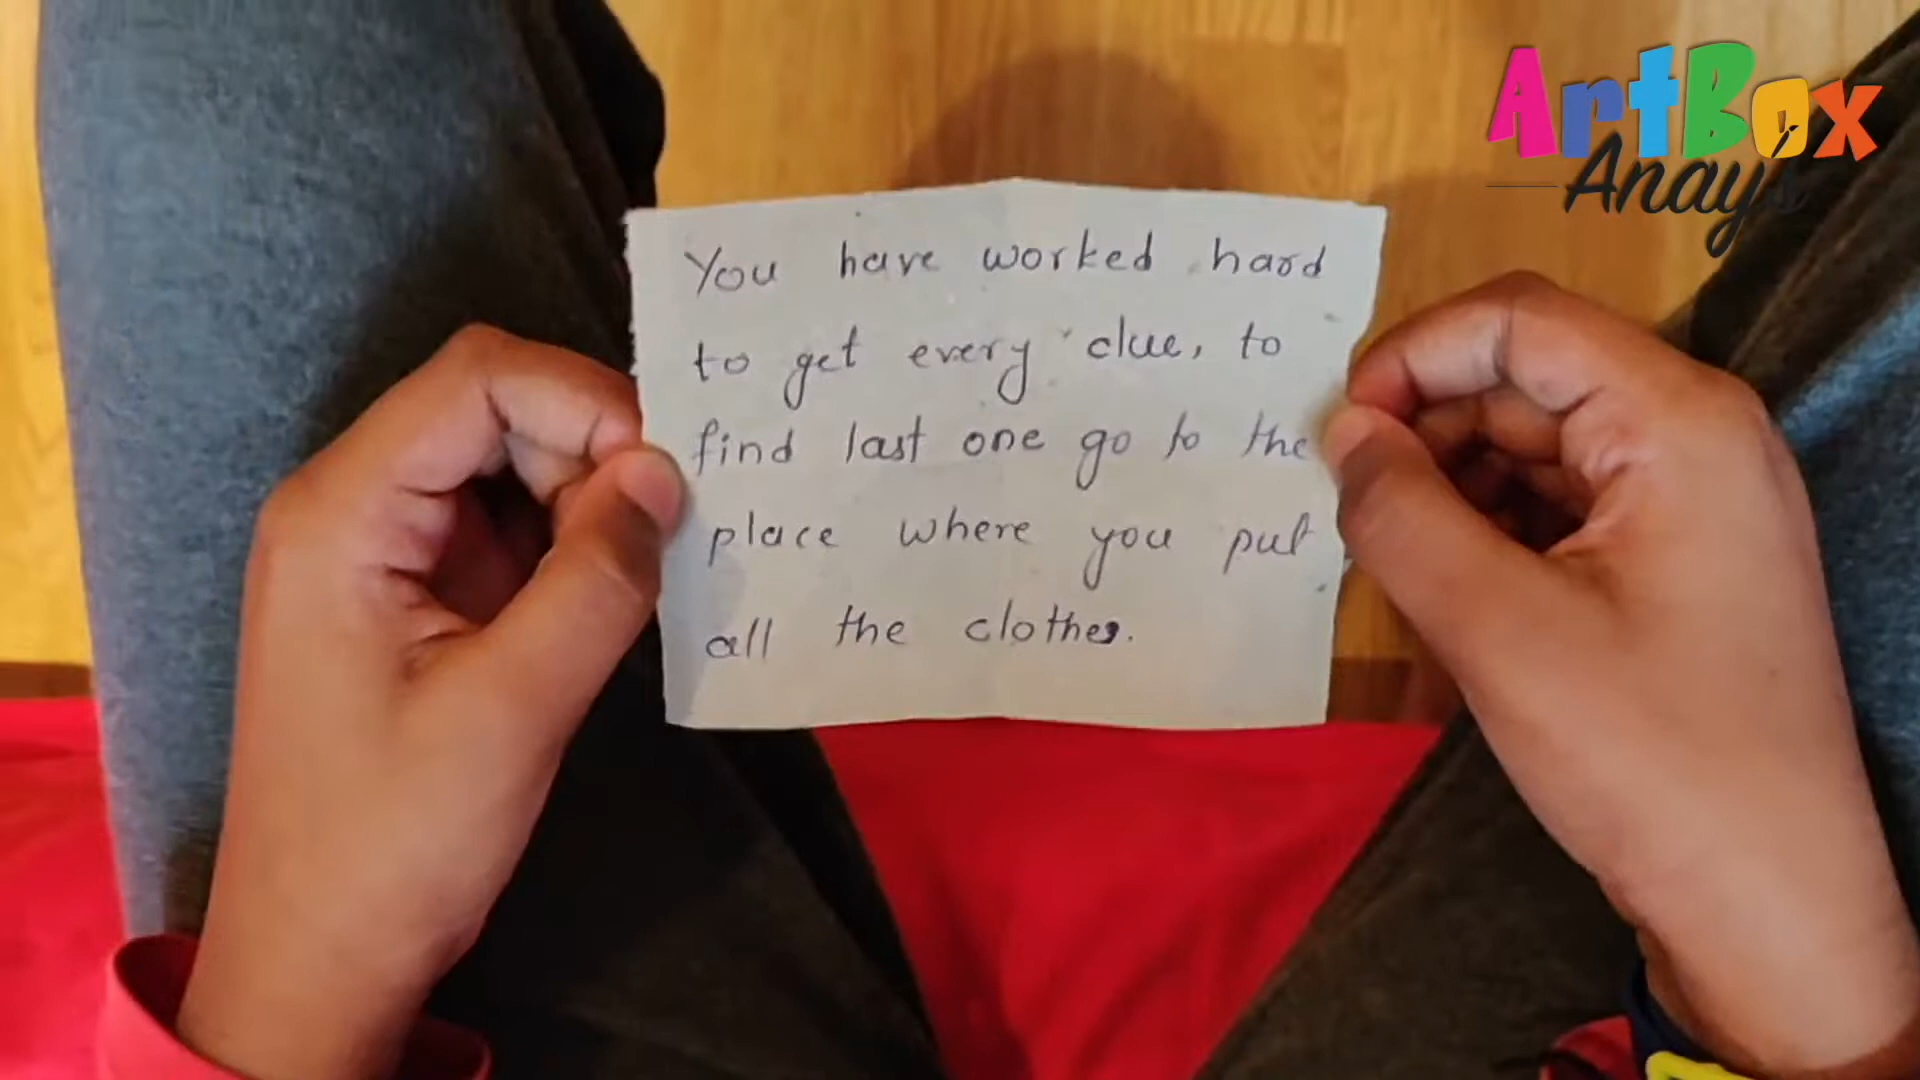 ArtBox
Anay's
You have worked hard
to get every clue, to
find last one go to the
place where you put
all the clothes.